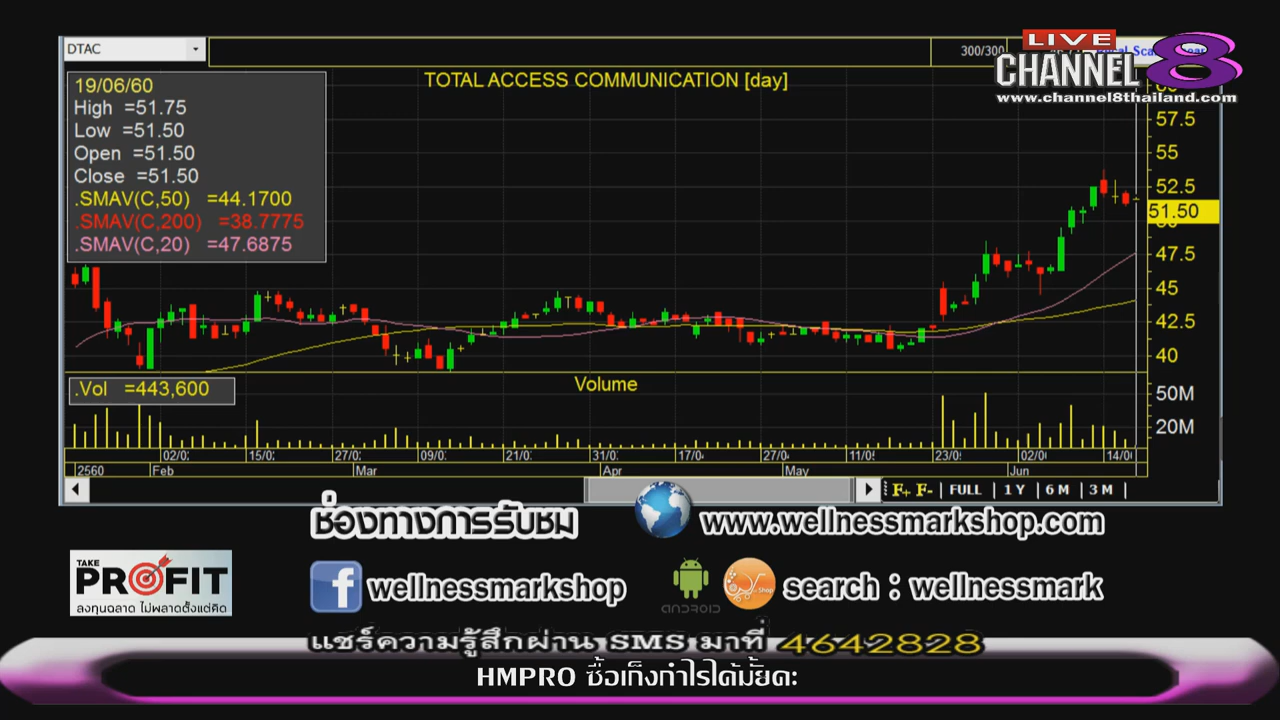 DTAC
300/300
LIVE
CHANNEL 8
www.channel8thailand.com
19/06/60
High =51.75
Low =51.50
Open =51.50
Close =51.50
.SMAV(C,50) =44.1700
.SMAV(C,200) =38.7775
.SMAV(C,20) =47.6875
TOTAL ACCESS COMMUNICATION [day]
57.5
55
52.5
51.50
47.5
45
42.5
40
.Vol =443,600
Volume
50M
20M
02/0 15/0 27/0 09/0 21/0 31/0 17/0 27/0 11/0 23/0 02/0 14/0
2560 Feb Mar Apr May Jun
F+ F- | FULL | 1 Y | 6 M | 3 M |
ช่องทางการรับชม
www.wellnessmarkshop.com
TAKE
PROFIT
ลงทุนฉลาด ไม่พลาดตั้งแต่คิด
wellnessmarkshop
ANDROID
Shop
search : wellnessmark
แชร์ความรู้สึกผ่าน SMS มาที่ 4642828
HMPRO ซื้อเก็งกำไรได้มั้ยคะ